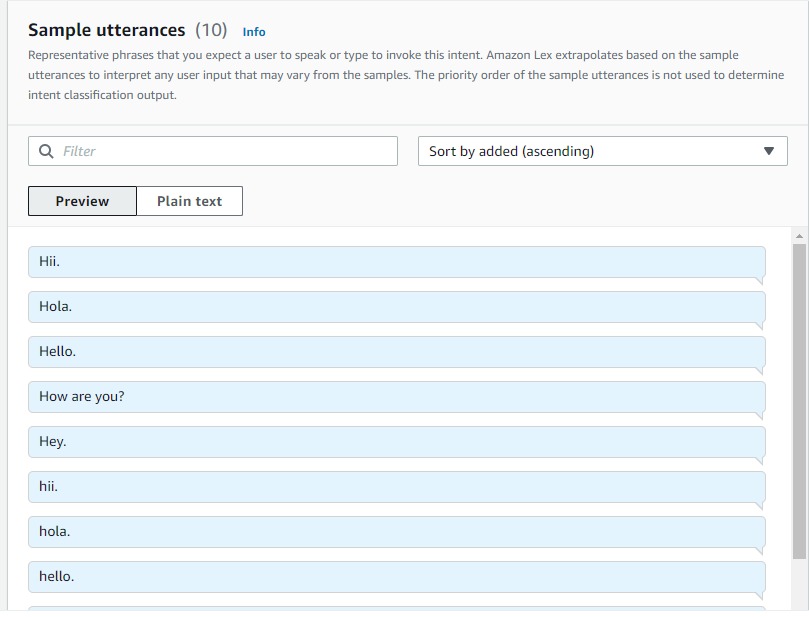 Sample utterances (10) Info
Representative phrases that you expect a user to speak or type to invoke this intent. Amazon Lex extrapolates based on the sample
utterances to interpret any user input that may vary from the samples. The priority order of the sample utterances is not used to determine
intent classification output.
Filter
Sort by added (ascending)
Preview
Plain text
Hii.
Hola.
Hello.
How are you?
Hey.
hii.
hola.
hello.